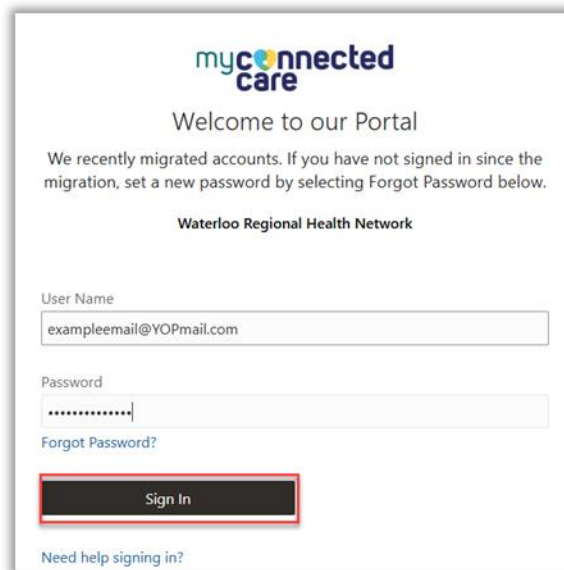 myconnected
care
Welcome to our Portal
We recently migrated accounts. If you have not signed in since the
migration, set a new password by selecting Forgot Password below.
Waterloo Regional Health Network
User Name
exampleemail@YOPmail.com
Password
••••••••••••••
Forgot Password?
Sign In
Need help signing in?